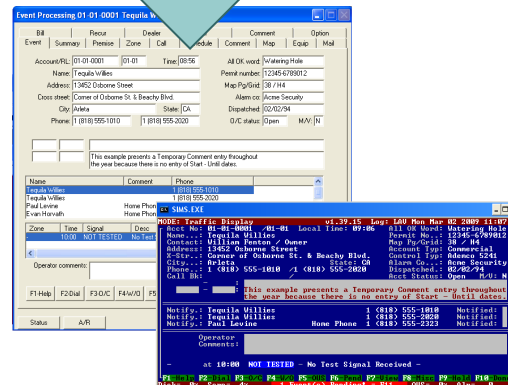 Event Processing 01-01-0001 Tequila W
Bill Recur Dealer Comment Option
Event Summary Premise Zone Call Schedule Comment Map Equip Mail
Account/RL: 01-01-0001 01-01 Time: 08:56 All OK word: Watering Hole
Name: Tequila Willies Permit number: 12345-6789012
Address: 13452 Osborne Street Map Pg/Grid: 38 / H4
Cross street: Corner of Osborne St. & Beachy Blvd. Alarm co: Acme Security
City: Arleta State: CA Dispatched: 02/02/94
Phone: 1 (818) 555-1010 1 (818) 555-2020 O/C status: Open M/V: N
This example presents a Temporary Comment entry throughout
the year because there is no entry of Start - Until dates.
Name Comment Phone
Tequila Willies 1 (818) 555-1010
Tequila Willies 1 (818) 555-2020
Paul Levine Home Phon
Evan Horvath Home Phon
Zone Time Signal Desc
10:00 NOT TESTED No Test
Operator comments:
F1-Help F2-Dial F3-O/C F4-W/O F5
Status A/R
SIMS.EXE
MODE: Traffic Display v1.39.15 Log: LAU Mon Mar 02 2009 11:07
Acct No: 01-01-0001 /01-01 Local Time: 09:06 All OK Word: Watering Hole
Name...: Tequila Willies Permit No..: 12345-6789012
Contact: William Fenton / Owner Map Pg/Grid: 38 / H4
Address: 13452 Osborne Street Account Typ: Commercial
X-Str..: Corner of Osborne St. & Beachy Blvd. Control Typ: Ademco 5241
City...: Arleta State: CA Alarm Co...: Acme Security
Phone..: 1 (818) 555-1010 /1 (818) 555-2020 Dispatched.: 02/02/94
Call Bk: / Acct Status: Open M/U: N
This example presents a Temporary Comment entry throughout
the year because there is no entry of Start - Until dates.
Notify.: Tequila Willies 1 (818) 555-1010 Notified:
Notify.: Tequila Willies 1 (818) 555-2020 Notified:
Notify.: Paul Levine Home Phone 1 (818) 555-2323 Notified:
Operator
Comments:
at 10:00 NOT TESTED - No Test Signal Received -